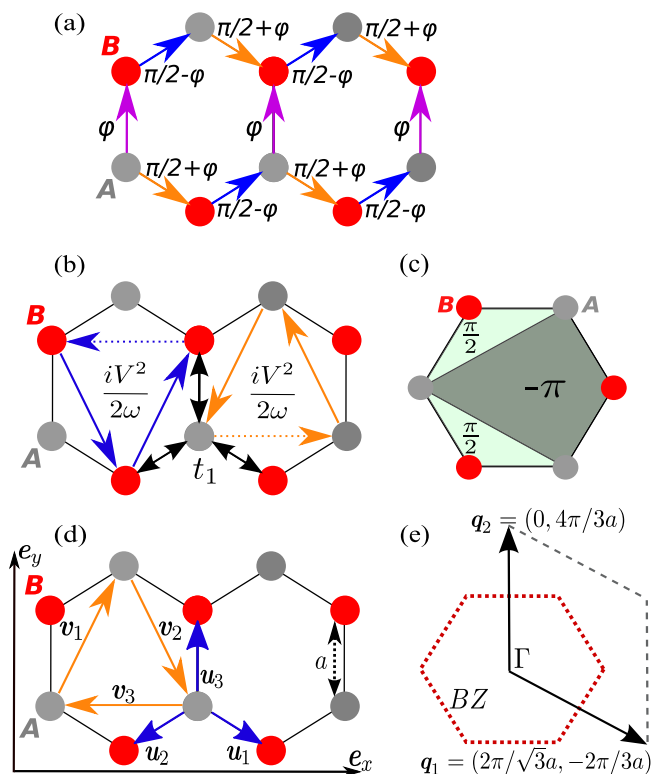 (a)
π/2+φ π/2+φ
B
π/2-φ π/2-φ
φ φ φ
A π/2+φ π/2+φ
π/2-φ π/2-φ
(b)
B
iV²/2ω iV²/2ω
A
t₁
(c)
B A
π/2
-π
π/2
(d)
e_y
B
v₁ v₂ a
u₃
v₃
A
u₂ u₁
e_x
(e)
q₂ = (0, 4π/3a)
Γ
BZ
q₁ = (2π/√3a, −2π/3a)